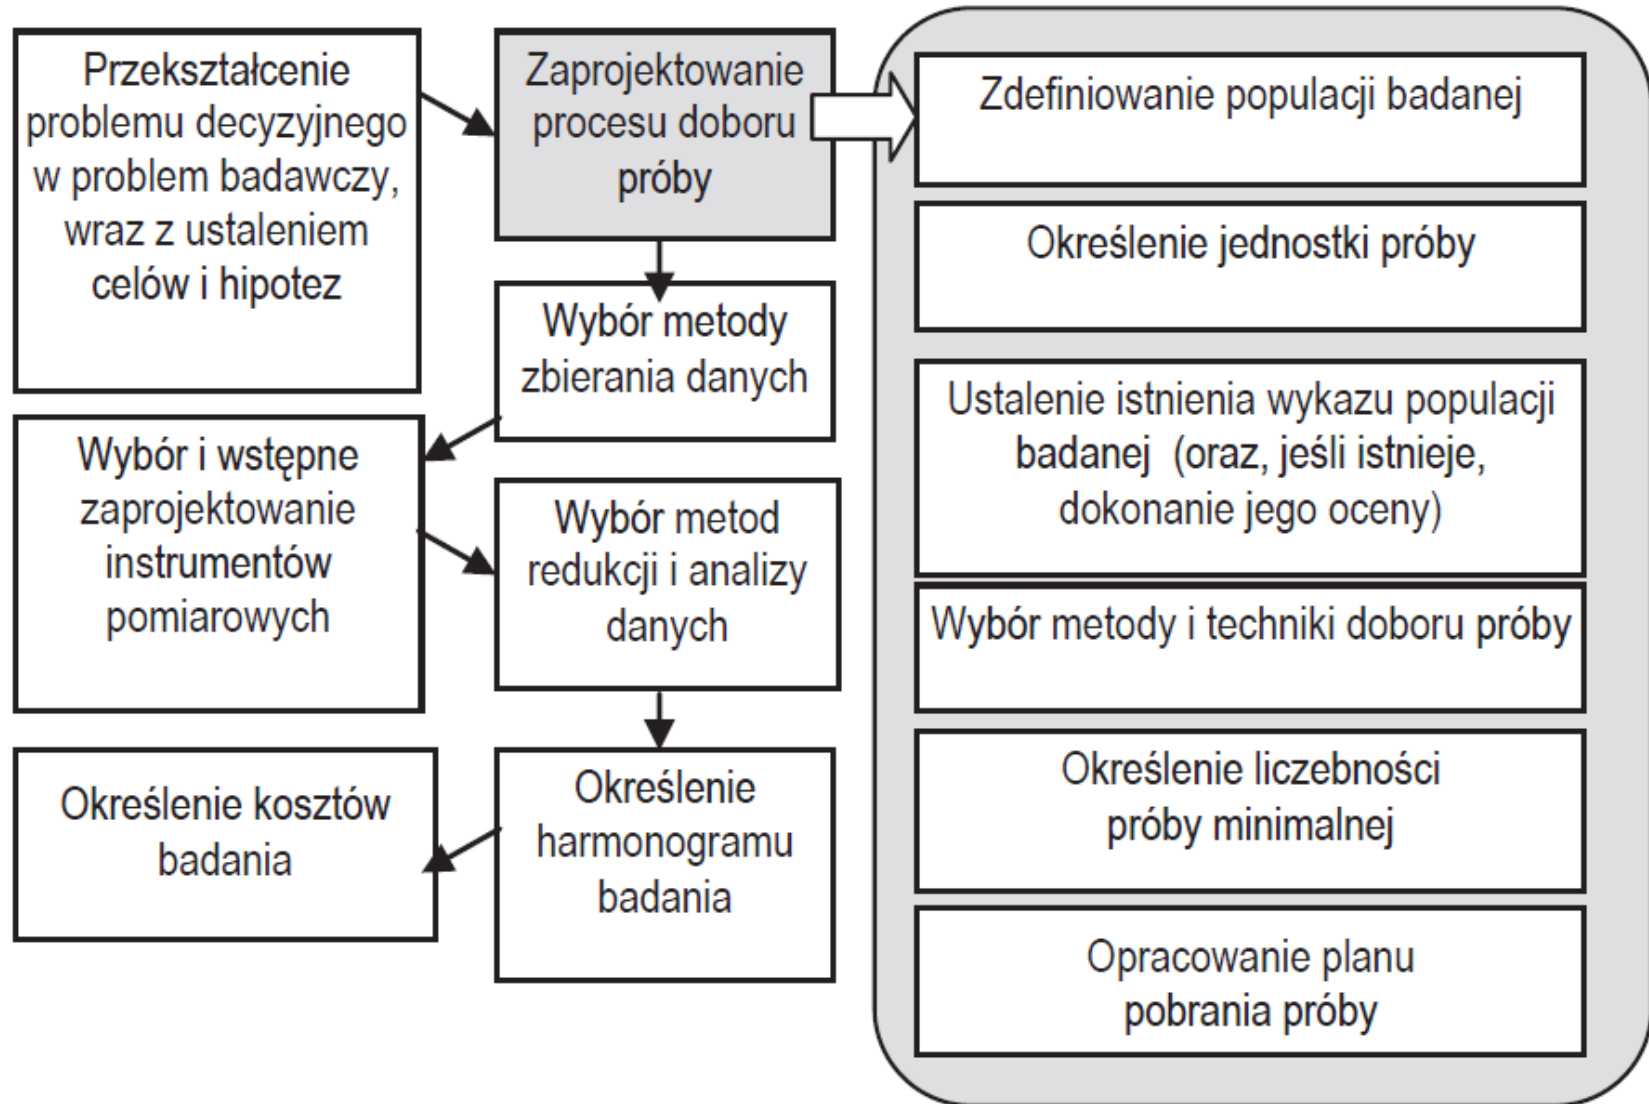 Przekształcenie
problemu decyzyjnego
w problem badawczy,
wraz z ustaleniem
celów i hipotez
Zaprojektowanie
procesu doboru
próby
Wybór metody
zbierania danych
Wybór i wstępne
zaprojektowanie
instrumentów
pomiarowych
Wybór metod
redukcji i analizy
danych
Określenie
harmonogramu
badania
Określenie kosztów
badania
Zdefiniowanie populacji badanej
Określenie jednostki próby
Ustalenie istnienia wykazu populacji
badanej (oraz, jeśli istnieje,
dokonanie jego oceny)
Wybór metody i techniki doboru próby
Określenie liczebności
próby minimalnej
Opracowanie planu
pobrania próby